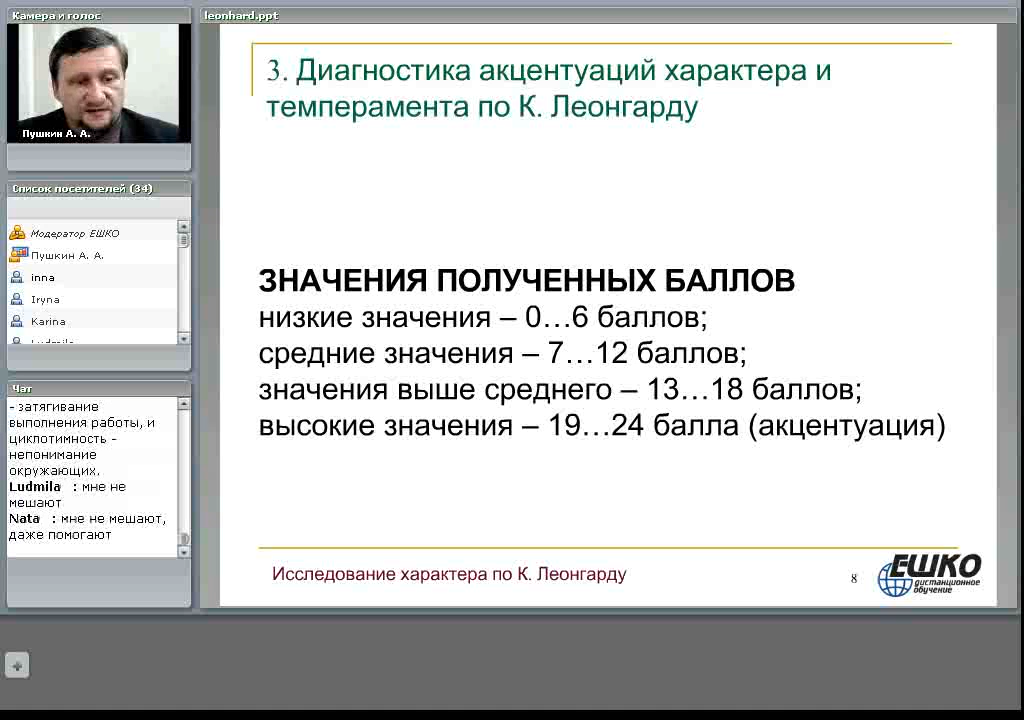 Камера и голос
Пушкин А. А.
Список посетителей (34)
Модератор ЕШКО
Пушкин А. А.
inna
Iryna
Karina
Ludmila
Чат
- затягивание
выполнения работы, и
циклотимность -
непонимание
окружающих.
Ludmila : мне не
мешают
Nata : мне не мешают,
даже помогают
leonhard.ppt
3. Диагностика акцентуаций характера и
темперамента по К. Леонгарду
ЗНАЧЕНИЯ ПОЛУЧЕННЫХ БАЛЛОВ
низкие значения – 0…6 баллов;
средние значения – 7…12 баллов;
значения выше среднего – 13…18 баллов;
высокие значения – 19…24 балла (акцентуация)
Исследование характера по К. Леонгарду
8
ЕШКО
дистанционное
обучение